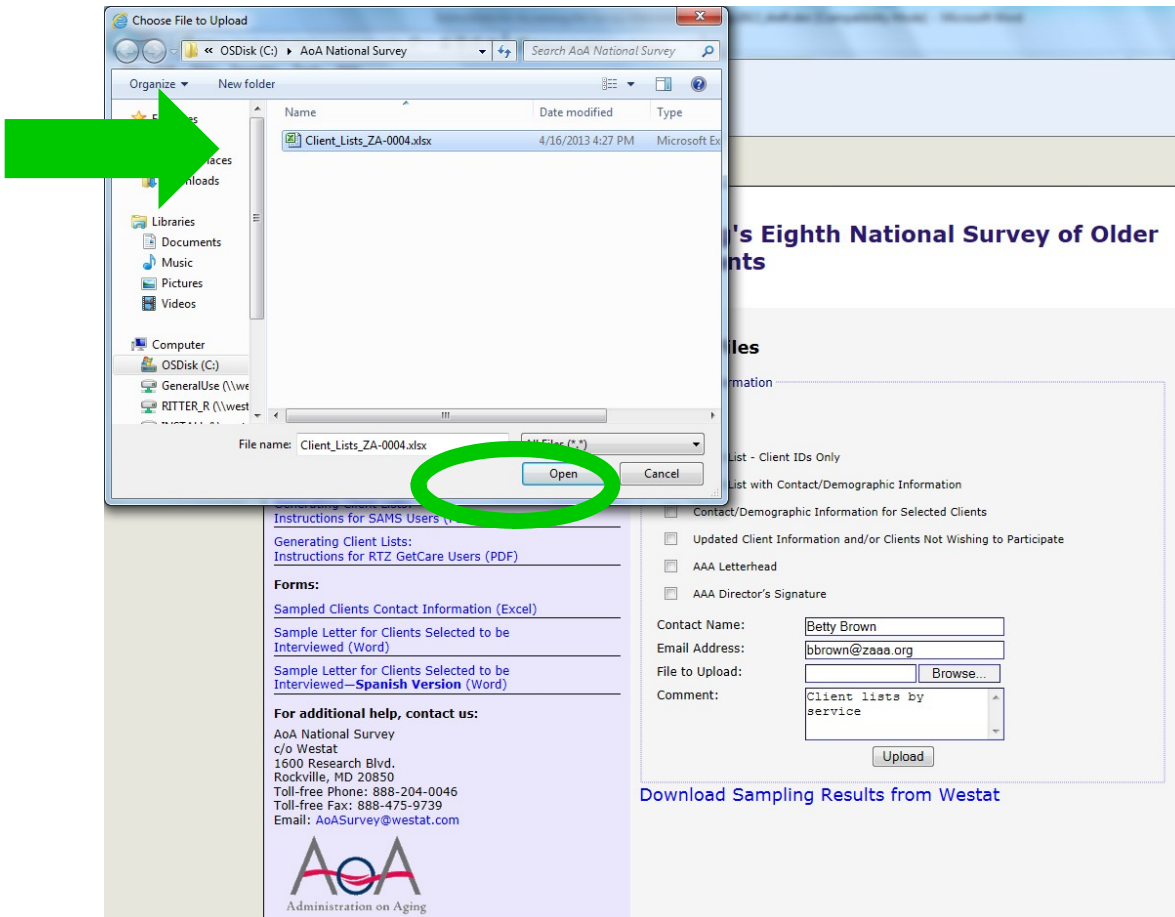 Choose File to Upload
« OSDisk (C:) ▸ AoA National Survey
Search AoA National Survey
Organize
New folder
Name
Date modified
Type
Client_Lists_ZA-0004.xlsx
4/16/2013 4:27 PM
Microsoft Ex
Libraries
Documents
Music
Pictures
Videos
Computer
OSDisk (C:)
GeneralUse (\\we
RITTER_R (\\west
File name:
Client_Lists_ZA-0004.xlsx
All Files (*.*)
Open
Cancel
's Eighth National Survey of Older
nts
iles
rmation
List - Client IDs Only
List with Contact/Demographic Information
Contact/Demographic Information for Selected Clients
Updated Client Information and/or Clients Not Wishing to Participate
AAA Letterhead
AAA Director's Signature
Contact Name:
Betty Brown
Email Address:
bbrown@zaaa.org
File to Upload:
Browse...
Comment:
Client lists by
service
Upload
Download Sampling Results from Westat
Generating Client Lists:
Instructions for SAMS Users
Generating Client Lists:
Instructions for RTZ GetCare Users (PDF)
Forms:
Sampled Clients Contact Information (Excel)
Sample Letter for Clients Selected to be
Interviewed (Word)
Sample Letter for Clients Selected to be
Interviewed—Spanish Version (Word)
For additional help, contact us:
AoA National Survey
c/o Westat
1600 Research Blvd.
Rockville, MD 20850
Toll-free Phone: 888-204-0046
Toll-free Fax: 888-475-9739
Email: AoASurvey@westat.com
AoA
Administration on Aging